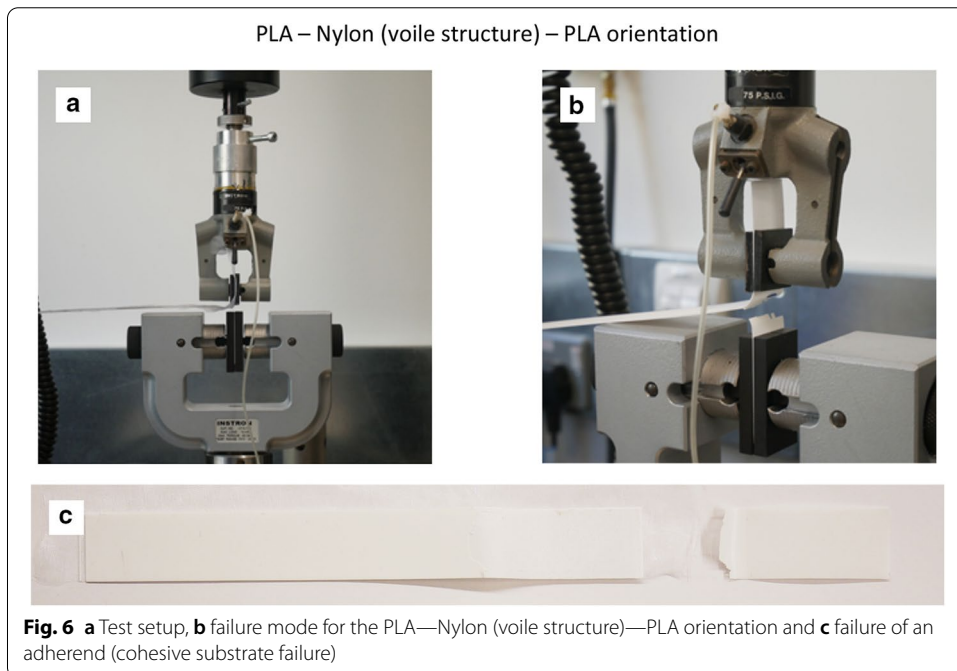 PLA – Nylon (voile structure) – PLA orientation
a
b
75 P.S.I.G.
INSTRON
c
Fig. 6 a Test setup, b failure mode for the PLA—Nylon (voile structure)—PLA orientation and c failure of an
adherend (cohesive substrate failure)